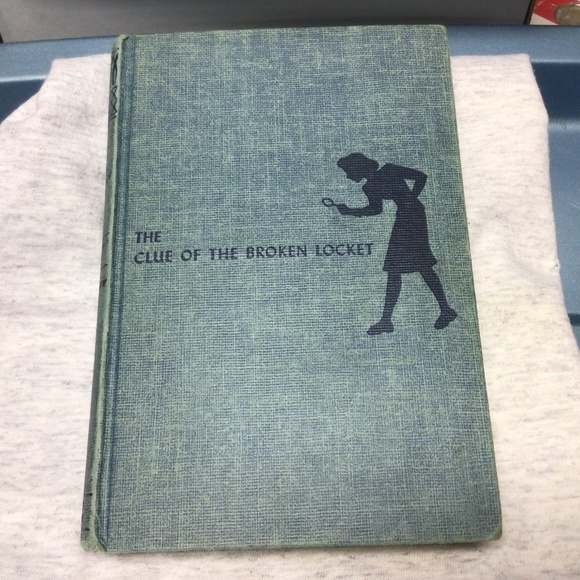 THE
CLUE OF THE BROKEN LOCKET